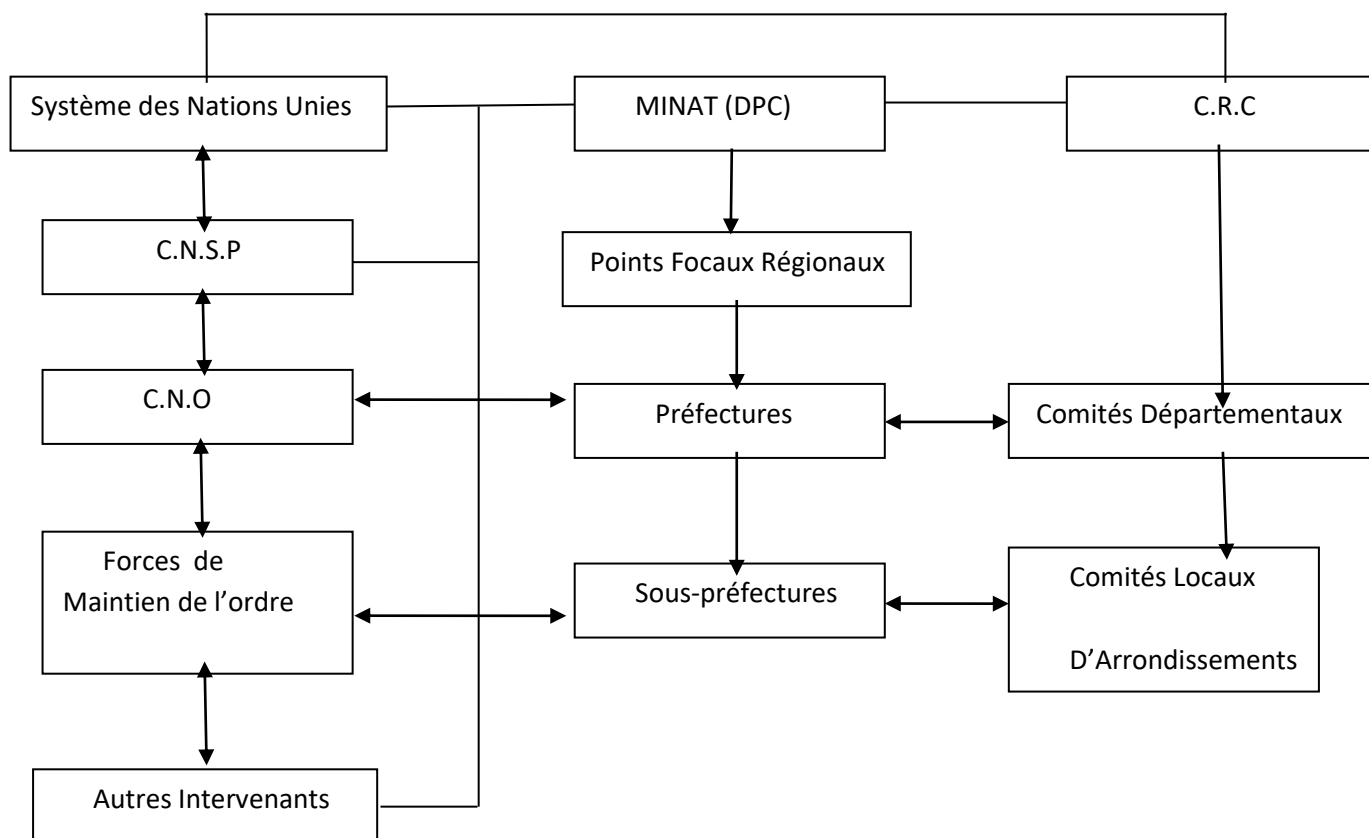 Système des Nations Unies
MINAT (DPC)
C.R.C
C.N.S.P
Points Focaux Régionaux
C.N.O
Préfectures
Comités Départementaux
Forces de
Maintien de l’ordre
Sous-préfectures
Comités Locaux
D’Arrondissements
Autres Intervenants